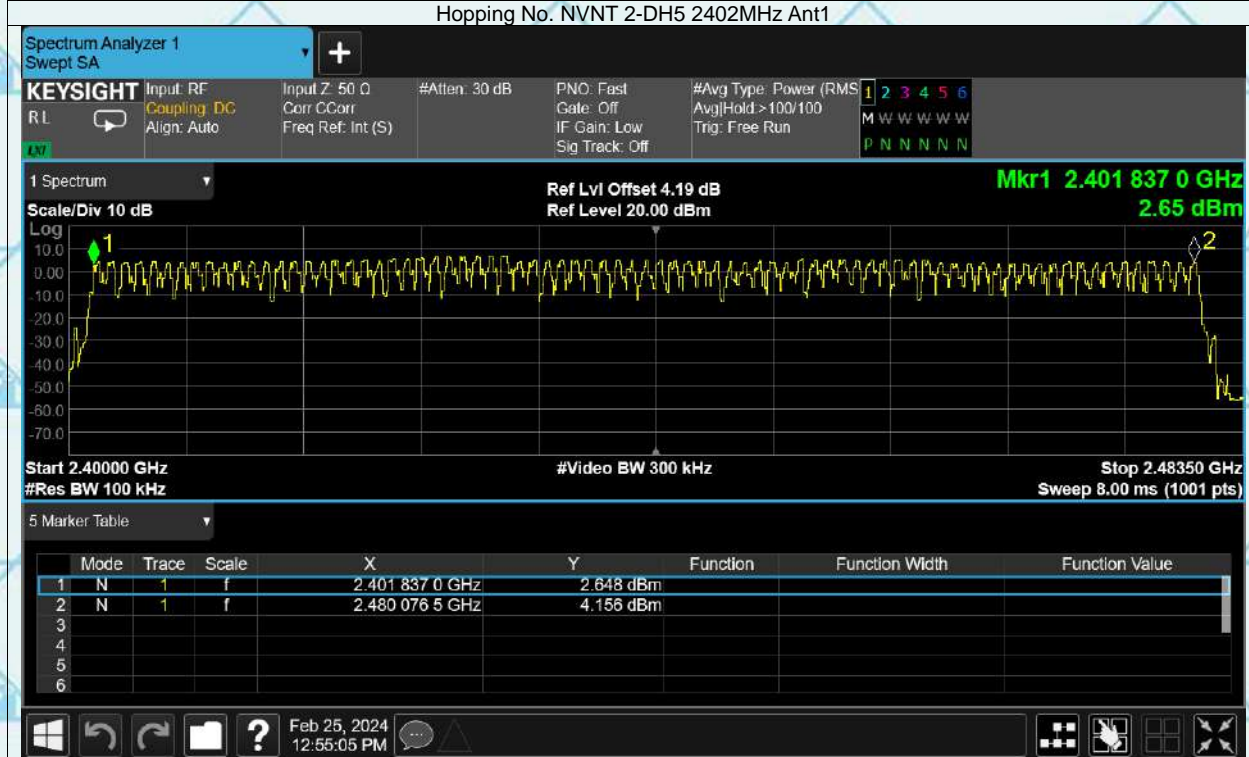 Hopping No. NVNT 2-DH5 2402MHz Ant1
Spectrum Analyzer 1
Swept SA
+
KEYSIGHT Input: RF Input Z: 50 Ω #Atten: 30 dB PNO: Fast #Avg Type: Power (RMS 1 2 3 4 5 6
RL Coupling: DC Corr CCorr Gate: Off Avg|Hold:>100/100 M W W W W W
Align: Auto Freq Ref: Int (S) IF Gain: Low Trig: Free Run
LXI Sig Track: Off P N N N N N
1 Spectrum Ref Lvl Offset 4.19 dB Mkr1 2.401 837 0 GHz
Scale/Div 10 dB Ref Level 20.00 dBm 2.65 dBm
Log
1 2
10.0
0.00
-10.0
-20.0
-30.0
-40.0
-50.0
-60.0
-70.0
Start 2.40000 GHz #Video BW 300 kHz Stop 2.48350 GHz
#Res BW 100 kHz Sweep 8.00 ms (1001 pts)
5 Marker Table
Mode Trace Scale X Y Function Function Width Function Value
1 N 1 f 2.401 837 0 GHz 2.648 dBm
2 N 1 f 2.480 076 5 GHz 4.156 dBm
3
4
5
6
? Feb 25, 2024
12:55:05 PM